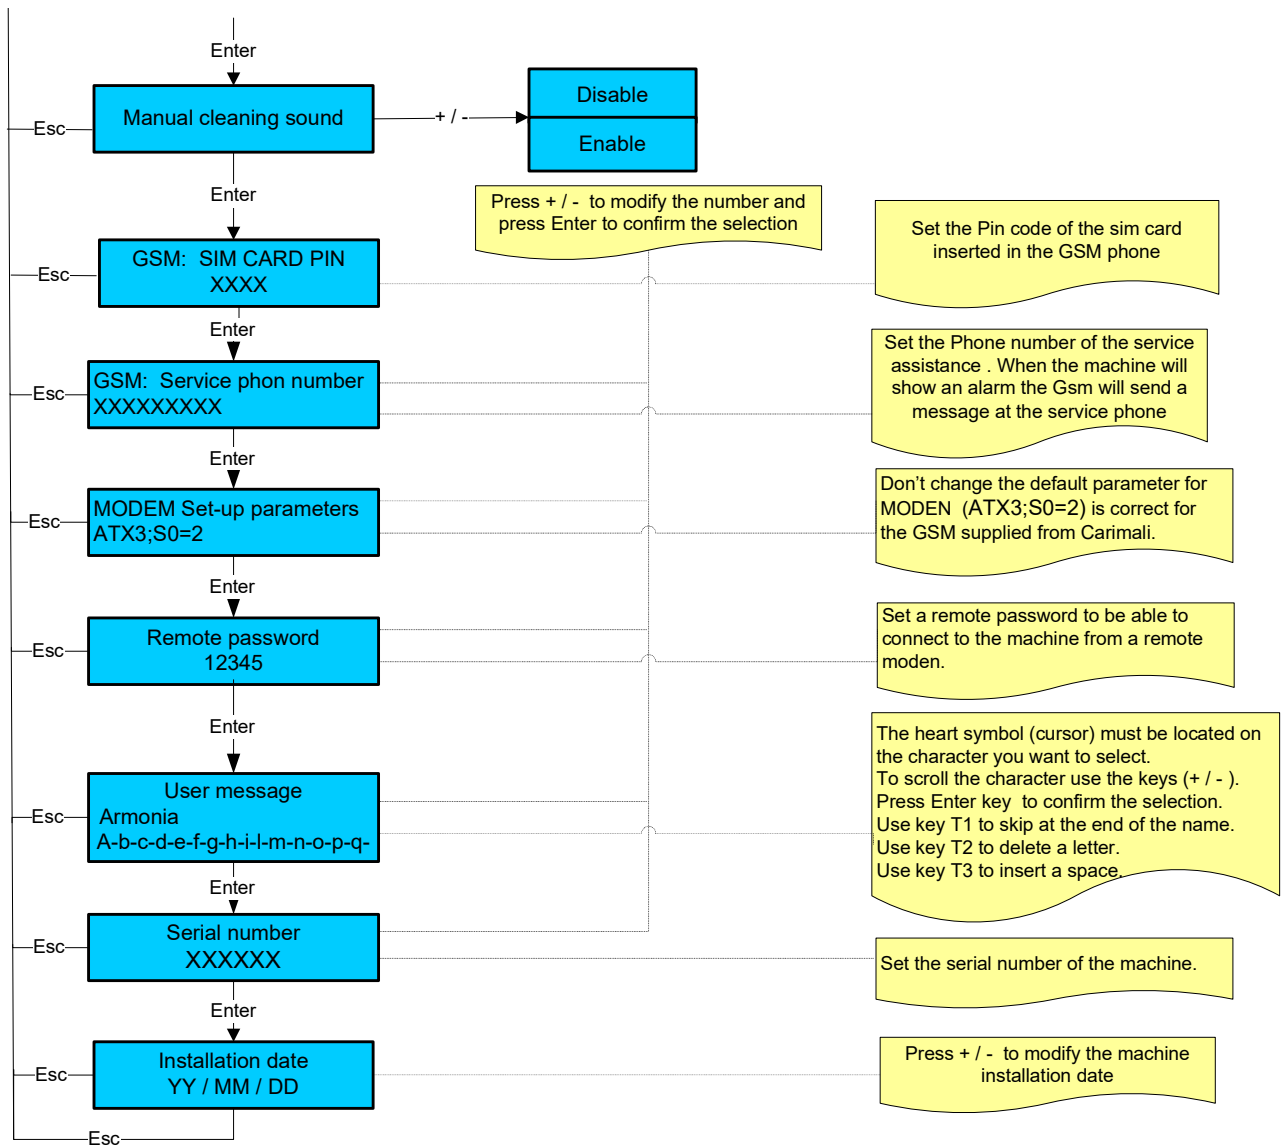 Enter
Manual cleaning sound
+ / -
Disable
Enable
Esc
Enter
Press + / -  to modify the number and
press Enter to confirm the selection
GSM:  SIM CARD PIN
XXXX
Esc
Set the Pin code of the sim card
inserted in the GSM phone
Enter
GSM:  Service phon number
XXXXXXXXX
Esc
Set the Phone number of the service
assistance . When the machine will
show an alarm the Gsm will send a
message at the service phone
Enter
MODEM Set-up parameters
ATX3;S0=2
Esc
Don't change the default parameter for
MODEN  (ATX3;S0=2) is correct for
the GSM supplied from Carimali.
Enter
Remote password
12345
Esc
Set a remote password to be able to
connect to the machine from a remote
moden.
Enter
User message
Armonia
A-b-c-d-e-f-g-h-i-l-m-n-o-p-q-
Esc
The heart symbol (cursor) must be located on
the character you want to select.
To scroll the character use the keys (+ / - ).
Press Enter key  to confirm the selection.
Use key T1 to skip at the end of the name.
Use key T2 to delete a letter.
Use key T3 to insert a space.
Enter
Serial number
XXXXXX
Esc
Set the serial number of the machine.
Enter
Installation date
YY / MM / DD
Esc
Press + / -  to modify the machine
installation date
Esc